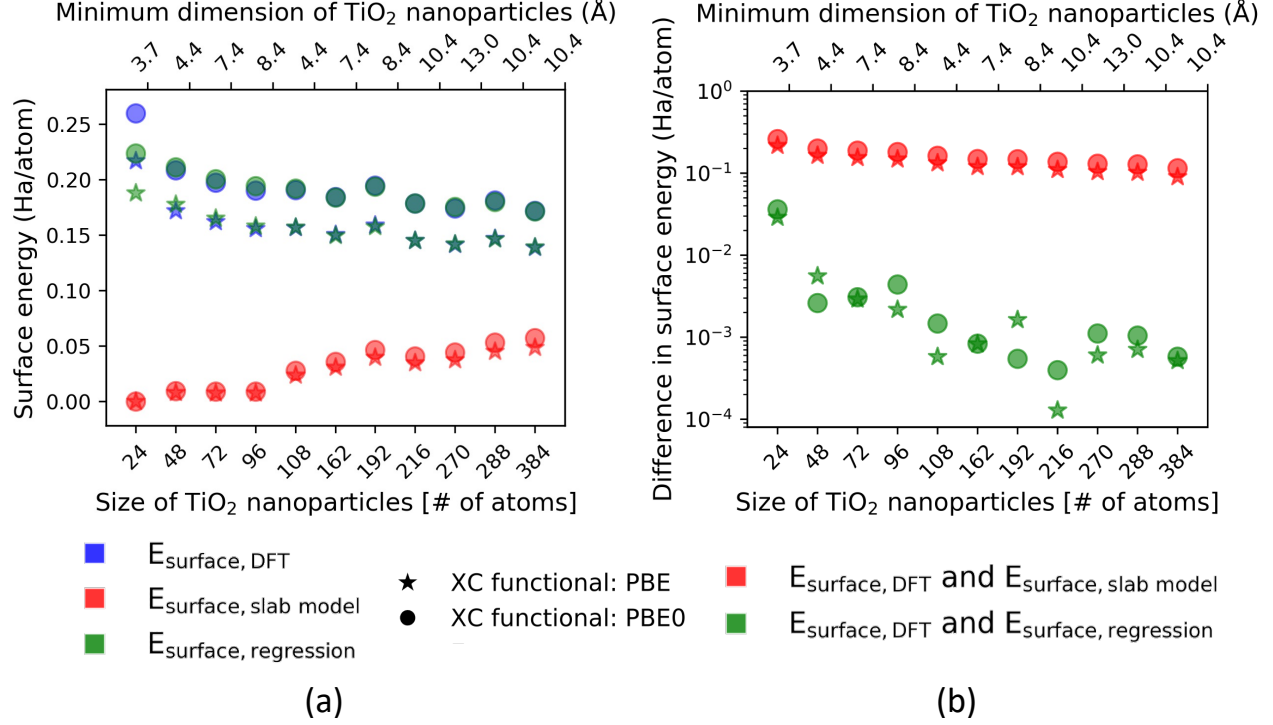 Minimum dimension of TiO₂ nanoparticles (Å)
3.7 4.4 7.4 8.4 4.4 7.4 8.4 10.4 13.0 10.4 10.4
Surface energy (Ha/atom)
0.25
0.20
0.15
0.10
0.05
0.00
24 48 72 96 108 162 192 216 270 288 384
Size of TiO₂ nanoparticles [# of atoms]
E surface, DFT
E surface, slab model
E surface, regression
XC functional: PBE
XC functional: PBE0
(a)
Minimum dimension of TiO₂ nanoparticles (Å)
3.7 4.4 7.4 8.4 4.4 7.4 8.4 10.4 13.0 10.4 10.4
Difference in surface energy (Ha/atom)
10⁰
10⁻¹
10⁻²
10⁻³
10⁻⁴
24 48 72 96 108 162 192 216 270 288 384
Size of TiO₂ nanoparticles [# of atoms]
E surface, DFT and E surface, slab model
E surface, DFT and E surface, regression
(b)